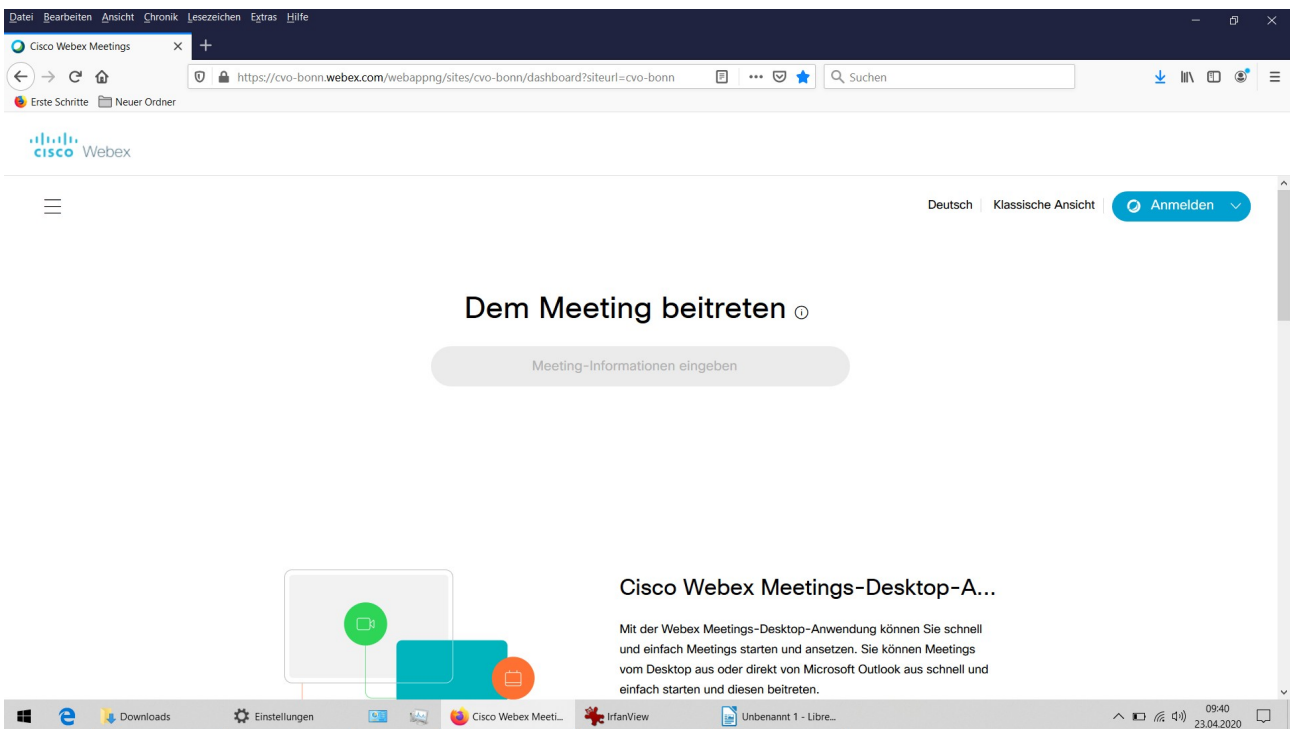 Datei Bearbeiten Ansicht Chronik Lesezeichen Extras Hilfe
Cisco Webex Meetings
https://cvo-bonn.webex.com/webappng/sites/cvo-bonn/dashboard?siteurl=cvo-bonn
Suchen
Erste Schritte Neuer Ordner
CISCO Webex
Deutsch Klassische Ansicht Anmelden
Dem Meeting beitreten
Meeting-Informationen eingeben
Cisco Webex Meetings-Desktop-A...
Mit der Webex Meetings-Desktop-Anwendung können Sie schnell
und einfach Meetings starten und ansetzen. Sie können Meetings
vom Desktop aus oder direkt von Microsoft Outlook aus schnell und
einfach starten und diesen beitreten.
Downloads Einstellungen Cisco Webex Meeti... IrfanView Unbenannt 1 - Libre...
09:40
23.04.2020